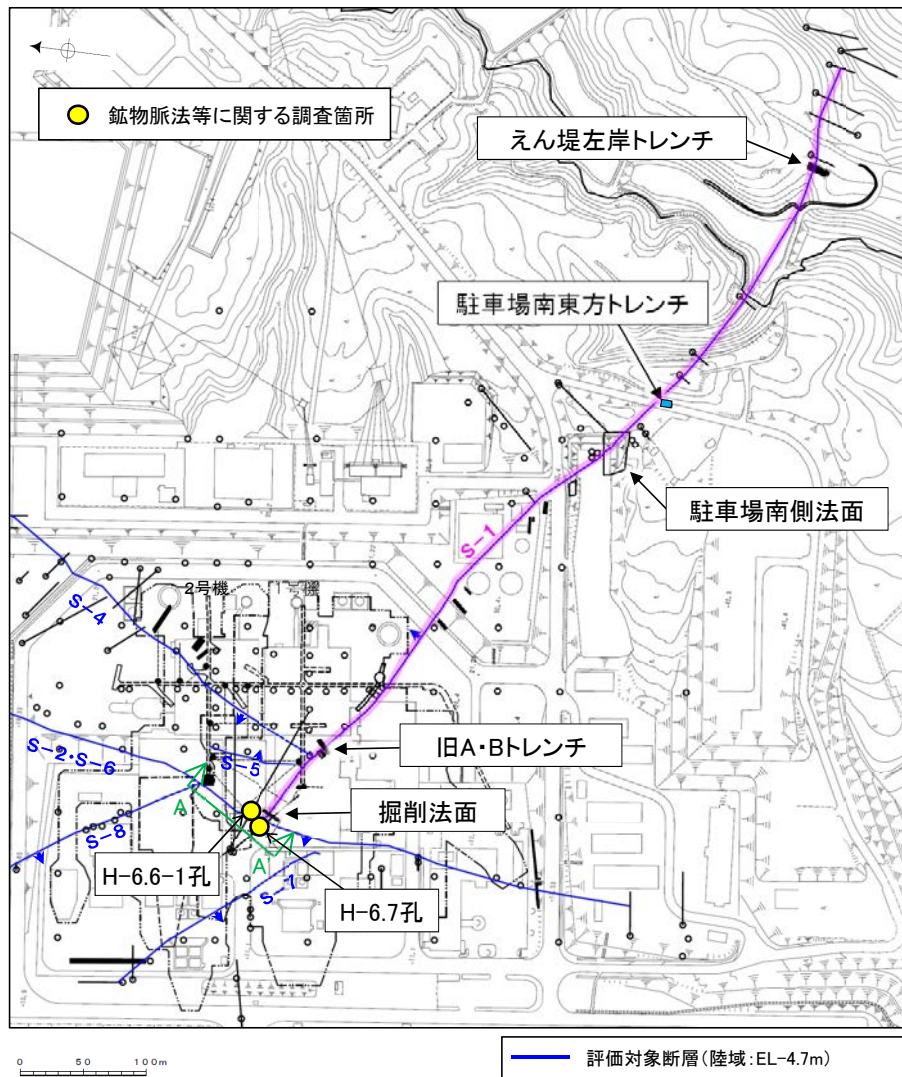 鉱物脈法等に関する調査箇所
えん堤左岸トレンチ
駐車場南東方トレンチ
駐車場南側法面
S-1
2号機
1号機
S-4
旧A・Bトレンチ
S-2・S-6
S-5
掘削法面
A
S-8
A'
H-6.6-1孔
S-7
H-6.7孔
0 50 100m
評価対象断層(陸域:EL-4.7m)